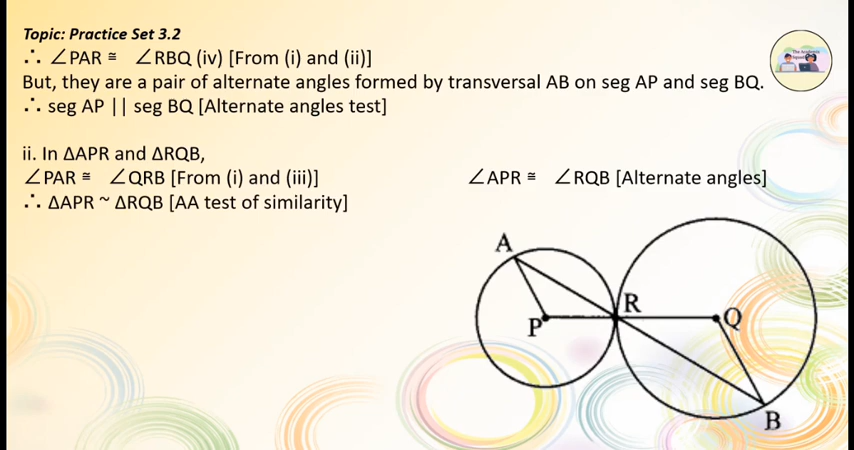 Topic: Practice Set 3.2
∴ ∠PAR ≅ ∠RBQ (iv) [From (i) and (ii)]
But, they are a pair of alternate angles formed by transversal AB on seg AP and seg BQ.
∴ seg AP || seg BQ [Alternate angles test]
ii. In ΔAPR and ΔRQB,
∠PAR ≅ ∠QRB [From (i) and (iii)] ∠APR ≅ ∠RQB [Alternate angles]
∴ ΔAPR ~ ΔRQB [AA test of similarity]
A
R
P
Q
B